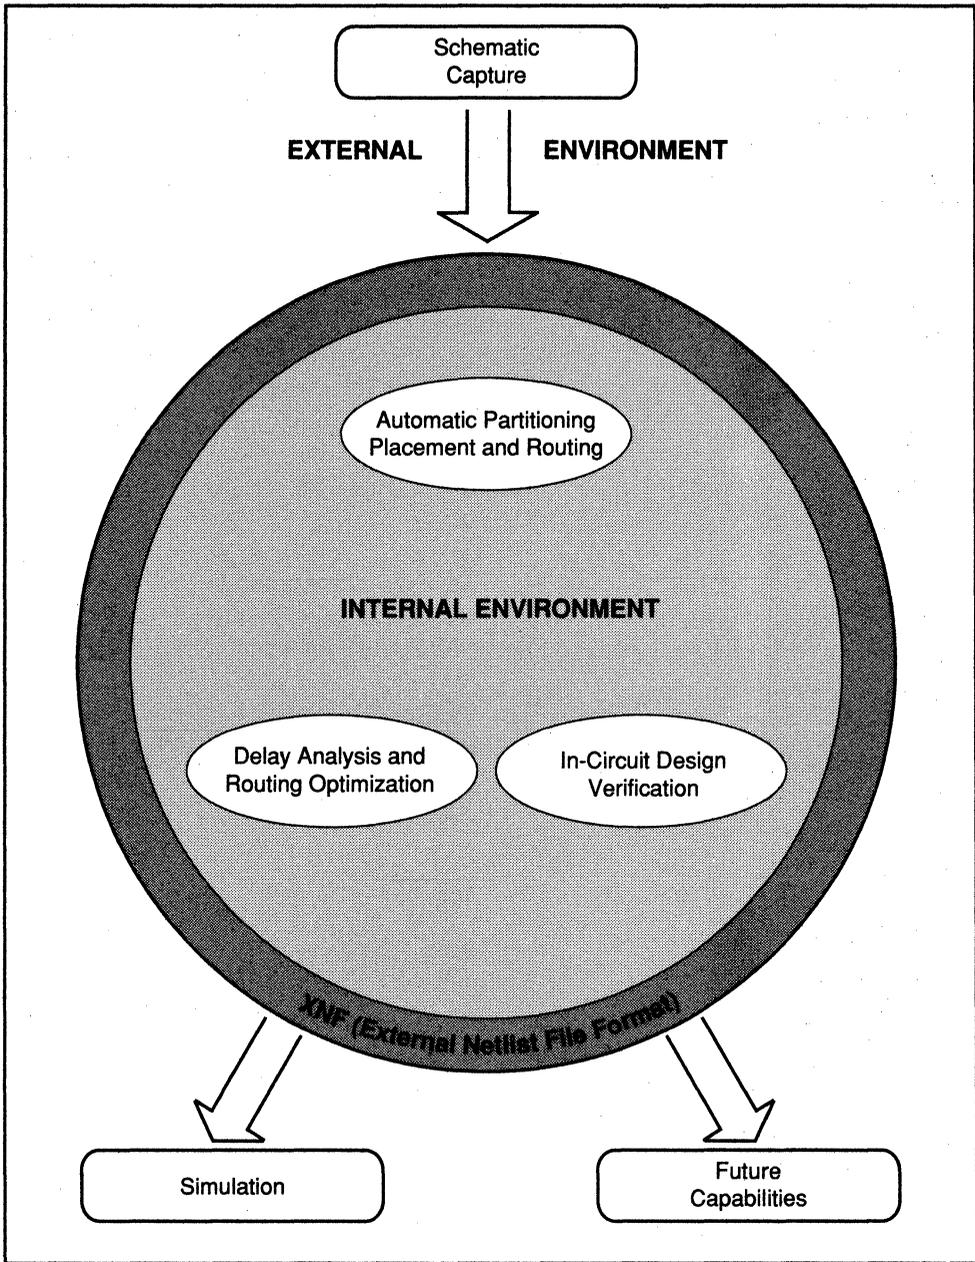 Schematic
Capture
EXTERNAL ENVIRONMENT
Automatic Partitioning
Placement and Routing
INTERNAL ENVIRONMENT
Delay Analysis and
Routing Optimization
In-Circuit Design
Verification
XNF (External Netlist File Format)
Simulation
Future
Capabilities